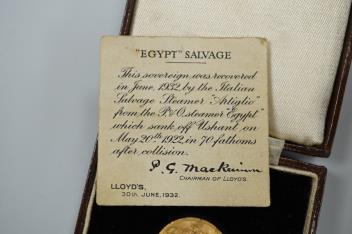 "EGYPT" SALVAGE
This sovereign was recovered
in June, 1932, by the Italian
Salvage Steamer "Artiglio"
from the P.&O. steamer "Egypt"
which sank off Ushant on
May 20th 1922, in 70 fathoms
after collision.
P. G. Mackinnon
CHAIRMAN OF LLOYD'S.
LLOYD'S,
30TH JUNE, 1932.